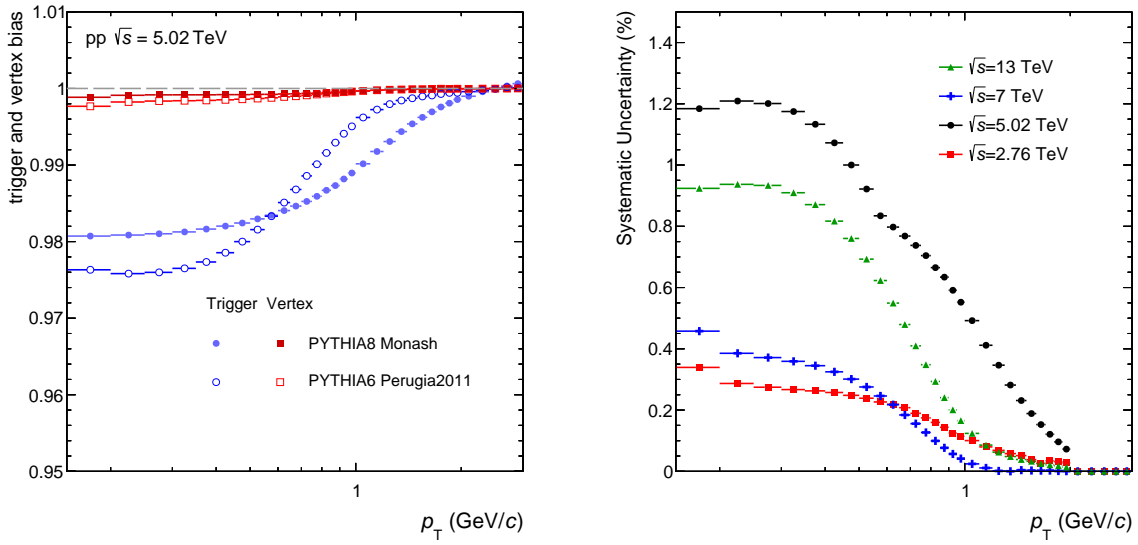 pp √s = 5.02 TeV
trigger and vertex bias
1
0.99
0.98
0.97
0.96
0.95
Trigger Vertex
PYTHIA8 Monash
PYTHIA6 Perugia2011
1
p_T (GeV/c)
Systematic Uncertainty (%)
1.4
1.2
1
0.8
0.6
0.4
0.2
0
√s=13 TeV
√s=7 TeV
√s=5.02 TeV
√s=2.76 TeV
1
p_T (GeV/c)